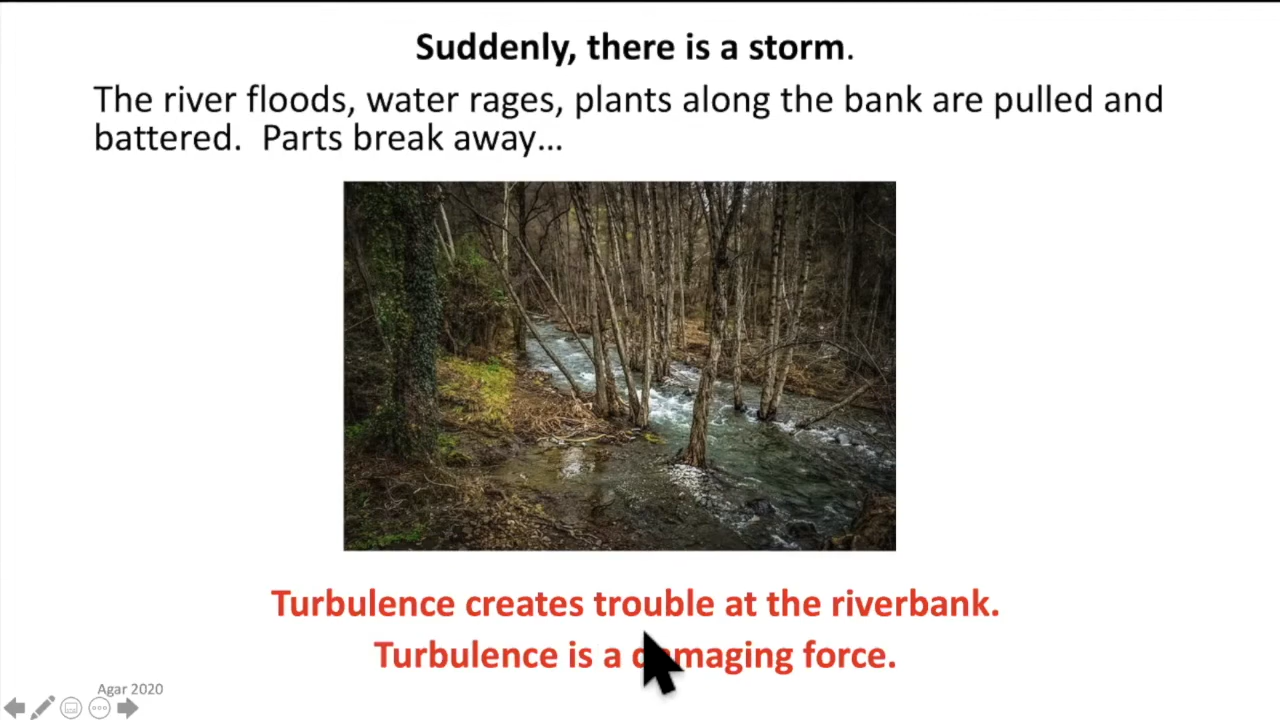 Suddenly, there is a storm.
The river floods, water rages, plants along the bank are pulled and
battered.  Parts break away...
Turbulence creates trouble at the riverbank.
Turbulence is a damaging force.
Agar 2020